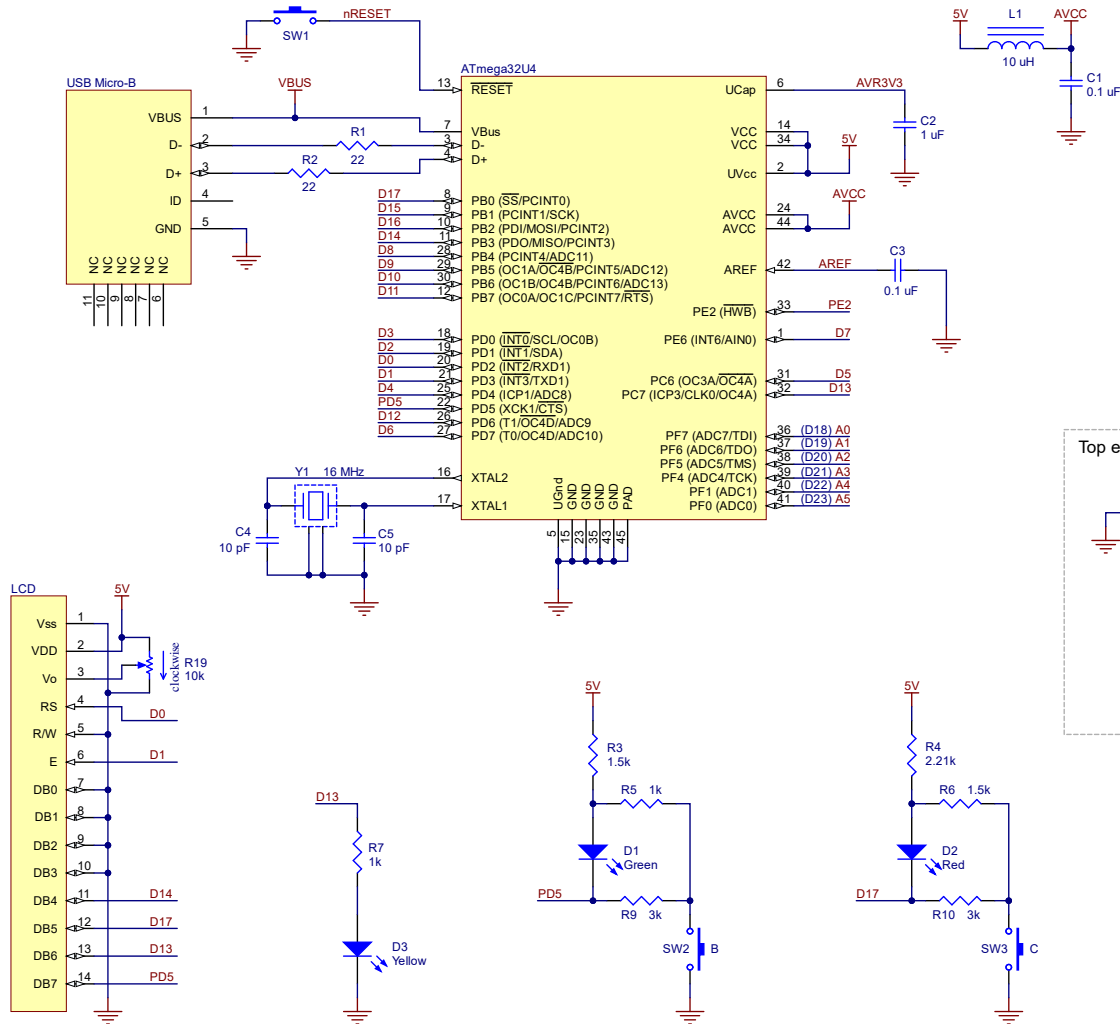 nRESET
SW1
5V
L1
AVCC
10 uH
C1
0.1 uF
USB Micro-B
VBUS
1
D-
2
D+
3
ID
4
GND
5
NC
NC
NC
NC
NC
NC
11
10
9
8
7
6
VBUS
R1
22
R2
22
ATmega32U4
13
RESET
7
VBus
3
D-
4
D+
D17
8
PB0 (SS/PCINT0)
D15
9
PB1 (PCINT1/SCK)
D16
10
PB2 (PDI/MOSI/PCINT2)
D14
11
PB3 (PDO/MISO/PCINT3)
D8
28
PB4 (PCINT4/ADC11)
D9
29
PB5 (OC1A/OC4B/PCINT5/ADC12)
D10
30
PB6 (OC1B/OC4B/PCINT6/ADC13)
D11
12
PB7 (OC0A/OC1C/PCINT7/RTS)
D3
18
PD0 (INT0/SCL/OC0B)
D2
19
PD1 (INT1/SDA)
D0
20
PD2 (INT2/RXD1)
D1
21
PD3 (INT3/TXD1)
D4
25
PD4 (ICP1/ADC8)
PD5
22
PD5 (XCK1/CTS)
D12
26
PD6 (T1/OC4D/ADC9
D6
27
PD7 (T0/OC4D/ADC10)
16
XTAL2
17
XTAL1
UCap
6
AVR3V3
C2
1 uF
VCC
14
VCC
34
5V
UVcc
2
AVCC
24
AVCC
44
AVCC
AREF
42
AREF
C3
0.1 uF
PE2 (HWB)
33
PE2
PE6 (INT6/AIN0)
1
D7
PC6 (OC3A/OC4A)
31
D5
PC7 (ICP3/CLK0/OC4A)
32
D13
PF7 (ADC7/TDI)
36
(D18) A0
PF6 (ADC6/TDO)
37
(D19) A1
PF5 (ADC5/TMS)
38
(D20) A2
PF4 (ADC4/TCK)
39
(D21) A3
PF1 (ADC1)
40
(D22) A4
PF0 (ADC0)
41
(D23) A5
UGnd
GND
GND
GND
GND
PAD
5
15
23
35
43
45
Y1 16 MHz
C4
10 pF
C5
10 pF
Top e
LCD
5V
Vss
1
VDD
2
Vo
3
RS
4
D0
R/W
5
E
6
D1
DB0
7
DB1
8
DB2
9
DB3
10
DB4
11
D14
DB5
12
D17
DB6
13
D13
DB7
14
PD5
clockwise
R19
10k
D13
R7
1k
D3
Yellow
5V
R3
1.5k
R5 1k
D1
Green
PD5
R9 3k
SW2
B
5V
R4
2.21k
R6 1.5k
D2
Red
D17
R10 3k
SW3
C